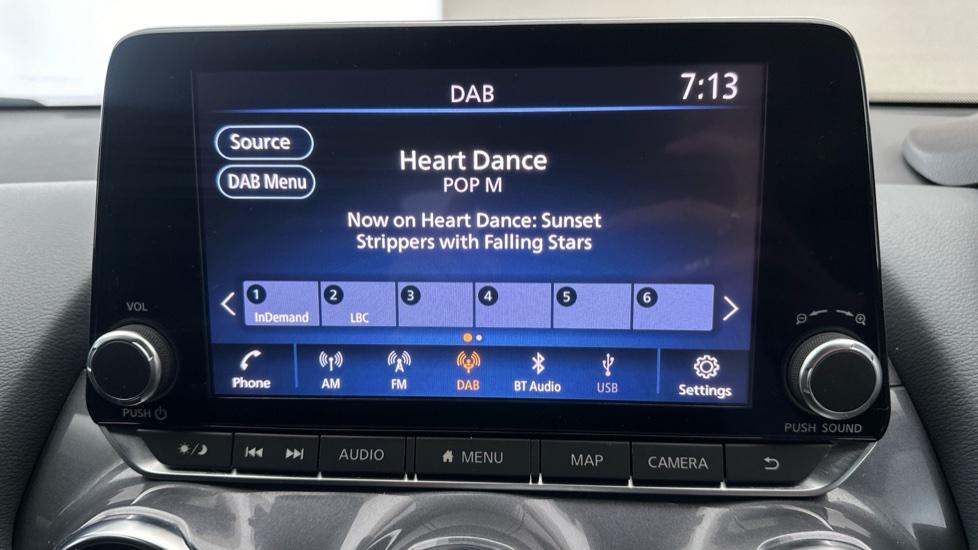 DAB
7:13
Source
DAB Menu
Heart Dance
POP M
Now on Heart Dance: Sunset
Strippers with Falling Stars
1 2 3 4 5 6
InDemand LBC
Phone AM FM DAB BT Audio USB Settings
VOL
PUSH
PUSH SOUND
AUDIO MENU MAP CAMERA